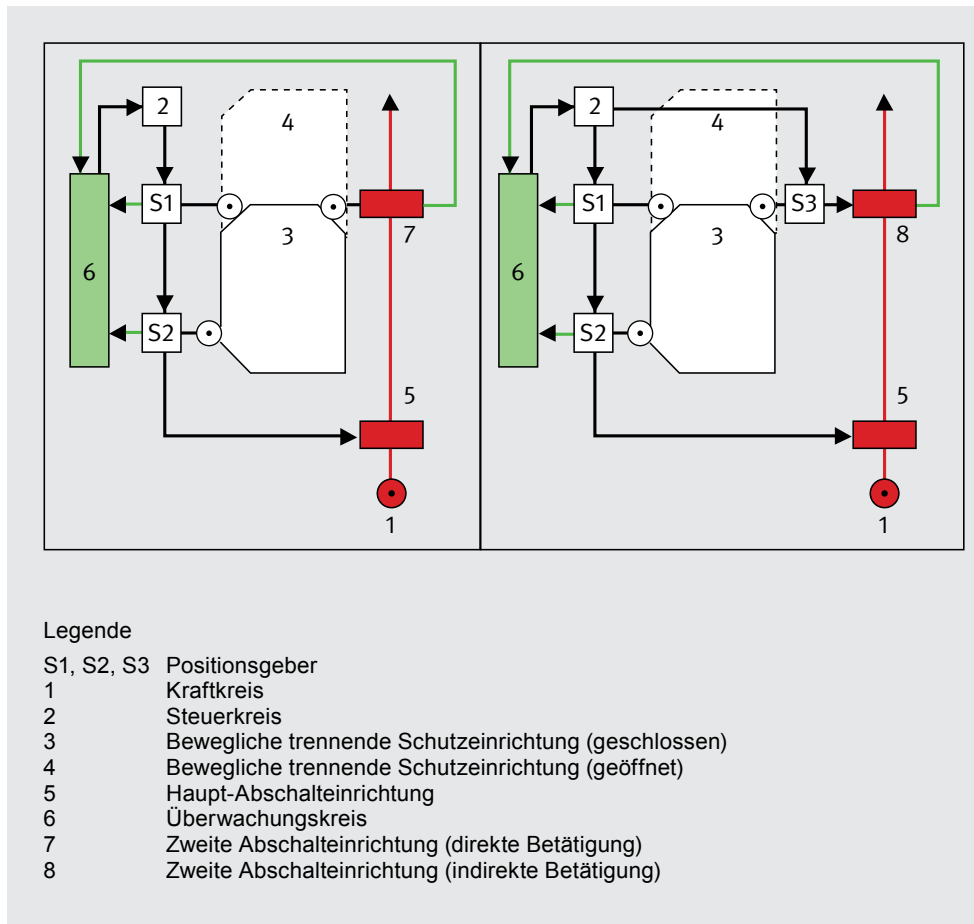 2
4
S1
3
7
6
S2
5
1
2
4
S1
S3
3
8
6
S2
5
1
Legende
S1, S2, S3 Positionsgeber
1 Kraftkreis
2 Steuerkreis
3 Bewegliche trennende Schutzeinrichtung (geschlossen)
4 Bewegliche trennende Schutzeinrichtung (geöffnet)
5 Haupt-Abschalteinrichtung
6 Überwachungskreis
7 Zweite Abschalteinrichtung (direkte Betätigung)
8 Zweite Abschalteinrichtung (indirekte Betätigung)